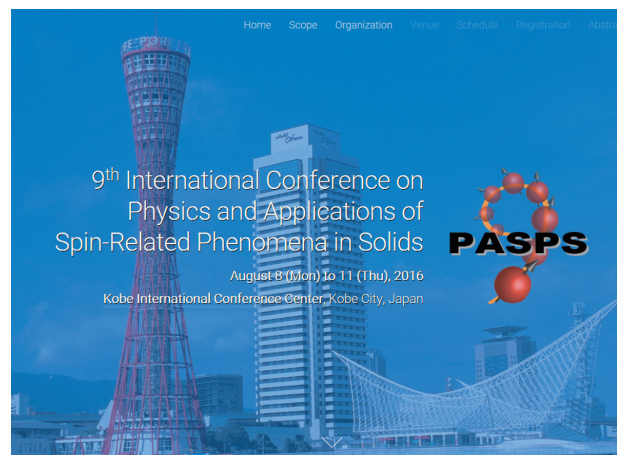 Home Scope Organization Venue Schedule Registration
9th International Conference on
Physics and Applications of
Spin-Related Phenomena in Solids
PASPS
August 8 (Mon) to 11 (Thu), 2016
Kobe International Conference Center, Kobe City, Japan